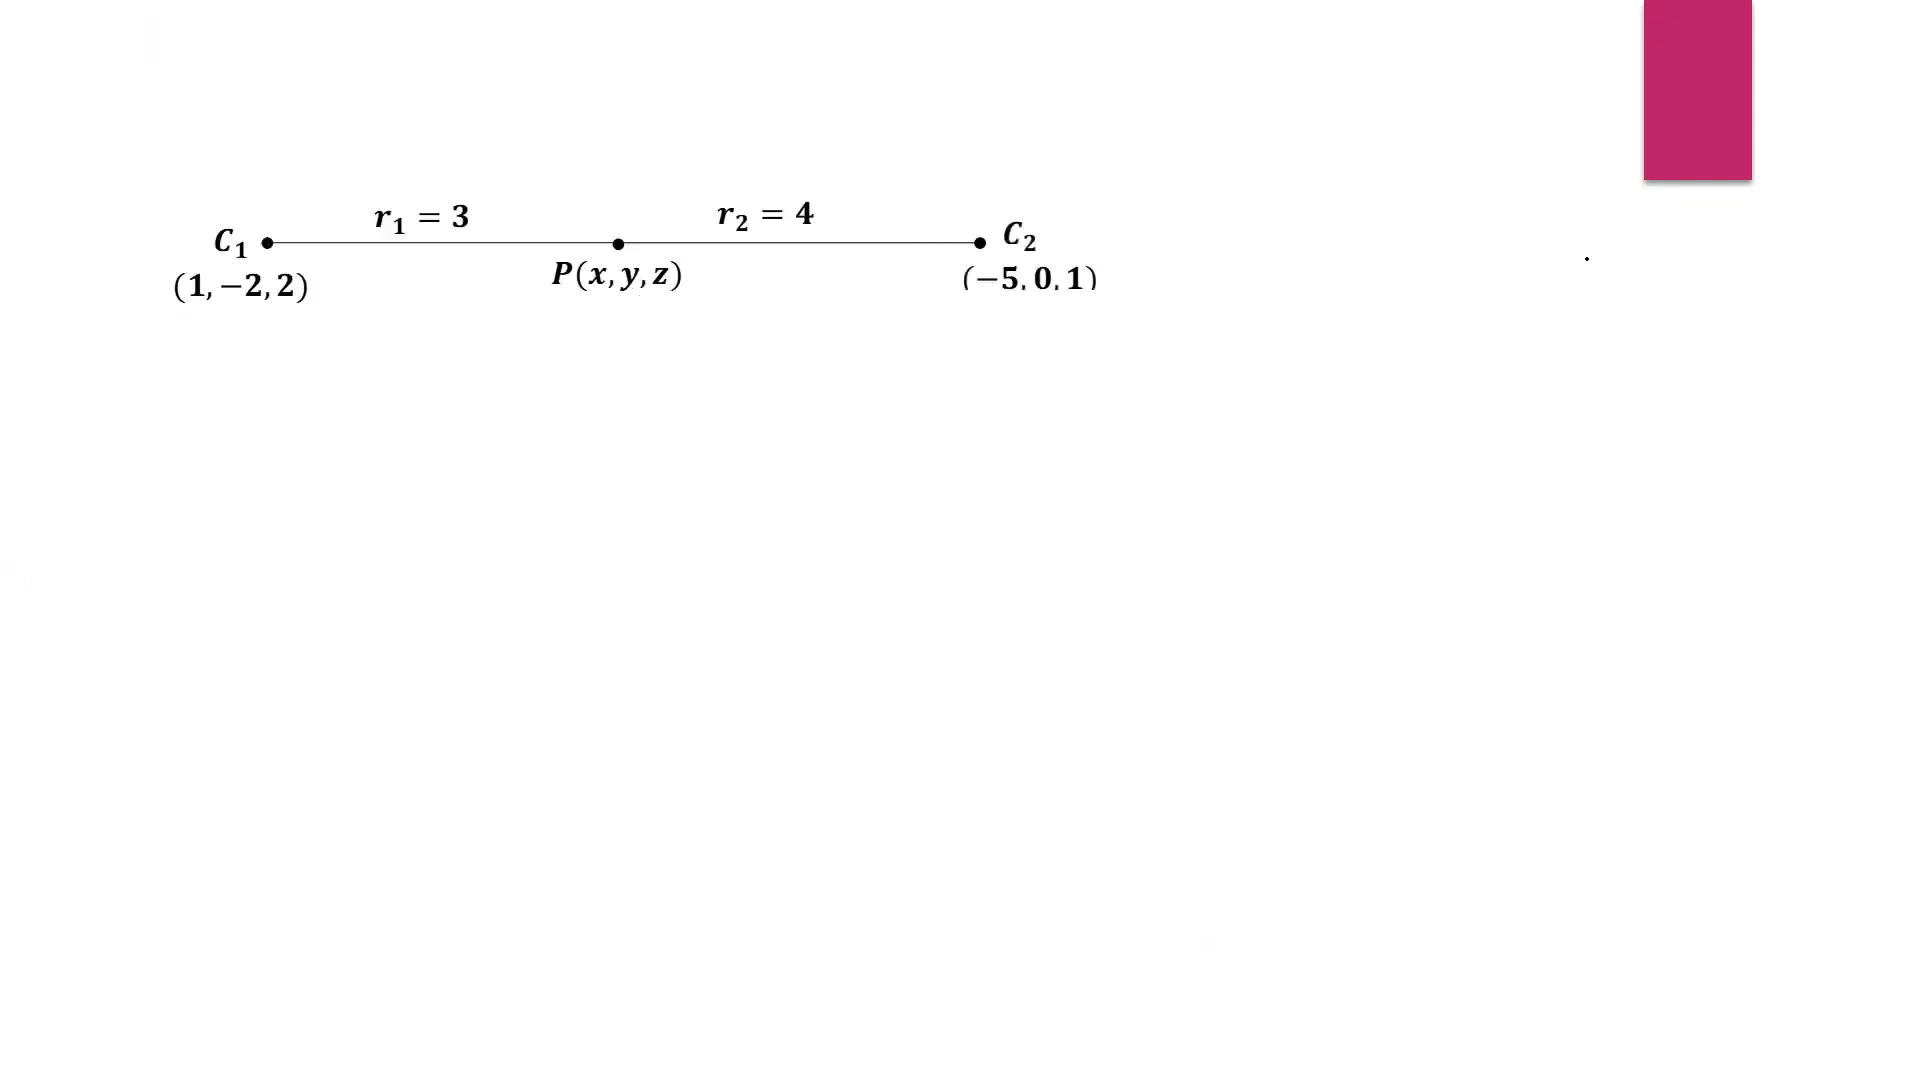 r₁ = 3
r₂ = 4
C₁
C₂
(1, −2, 2)
P(x, y, z)
(−5, 0, 1)